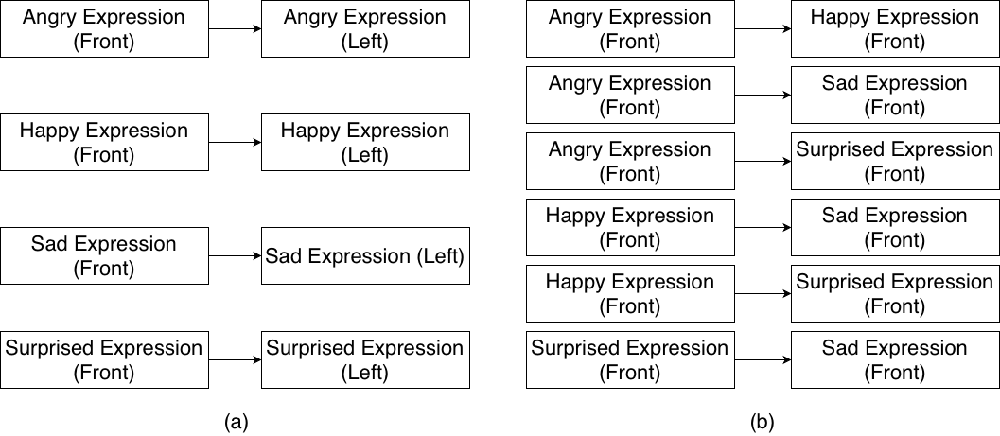 Angry Expression
(Front)
Angry Expression
(Left)
Happy Expression
(Front)
Happy Expression
(Left)
Sad Expression
(Front)
Sad Expression (Left)
Surprised Expression
(Front)
Surprised Expression
(Left)
(a)
Angry Expression
(Front)
Happy Expression
(Front)
Angry Expression
(Front)
Sad Expression
(Front)
Angry Expression
(Front)
Surprised Expression
(Front)
Happy Expression
(Front)
Sad Expression
(Front)
Happy Expression
(Front)
Surprised Expression
(Front)
Surprised Expression
(Front)
Sad Expression
(Front)
(b)